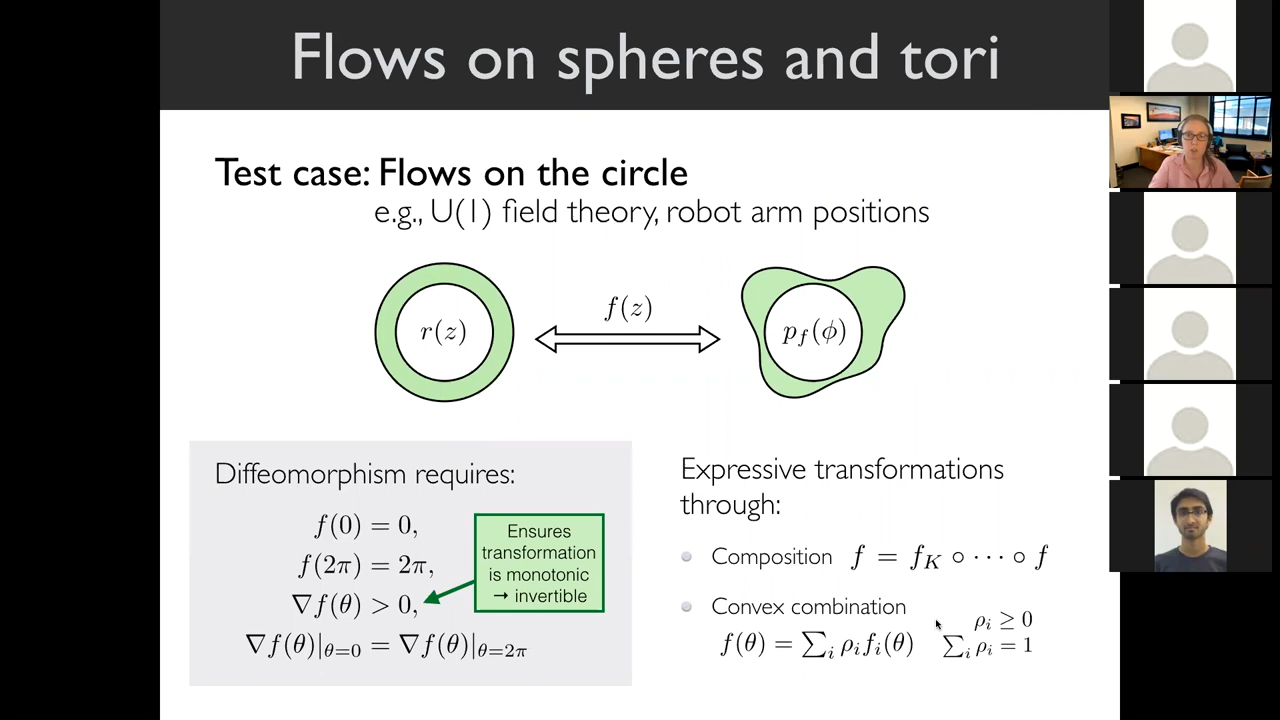 Flows on spheres and tori
Test case: Flows on the circle
e.g., U(1) field theory, robot arm positions
r(z)
f(z)
p_f(ϕ)
Diffeomorphism requires:
f(0) = 0,
f(2π) = 2π,
∇f(θ) > 0,
∇f(θ)|_{θ=0} = ∇f(θ)|_{θ=2π}
Ensures
transformation
is monotonic
→ invertible
Expressive transformations
through:
Composition f = f_K ∘ ⋯ ∘ f
Convex combination
f(θ) = ∑_i ρ_i f_i(θ)
ρ_i ≥ 0
∑_i ρ_i = 1